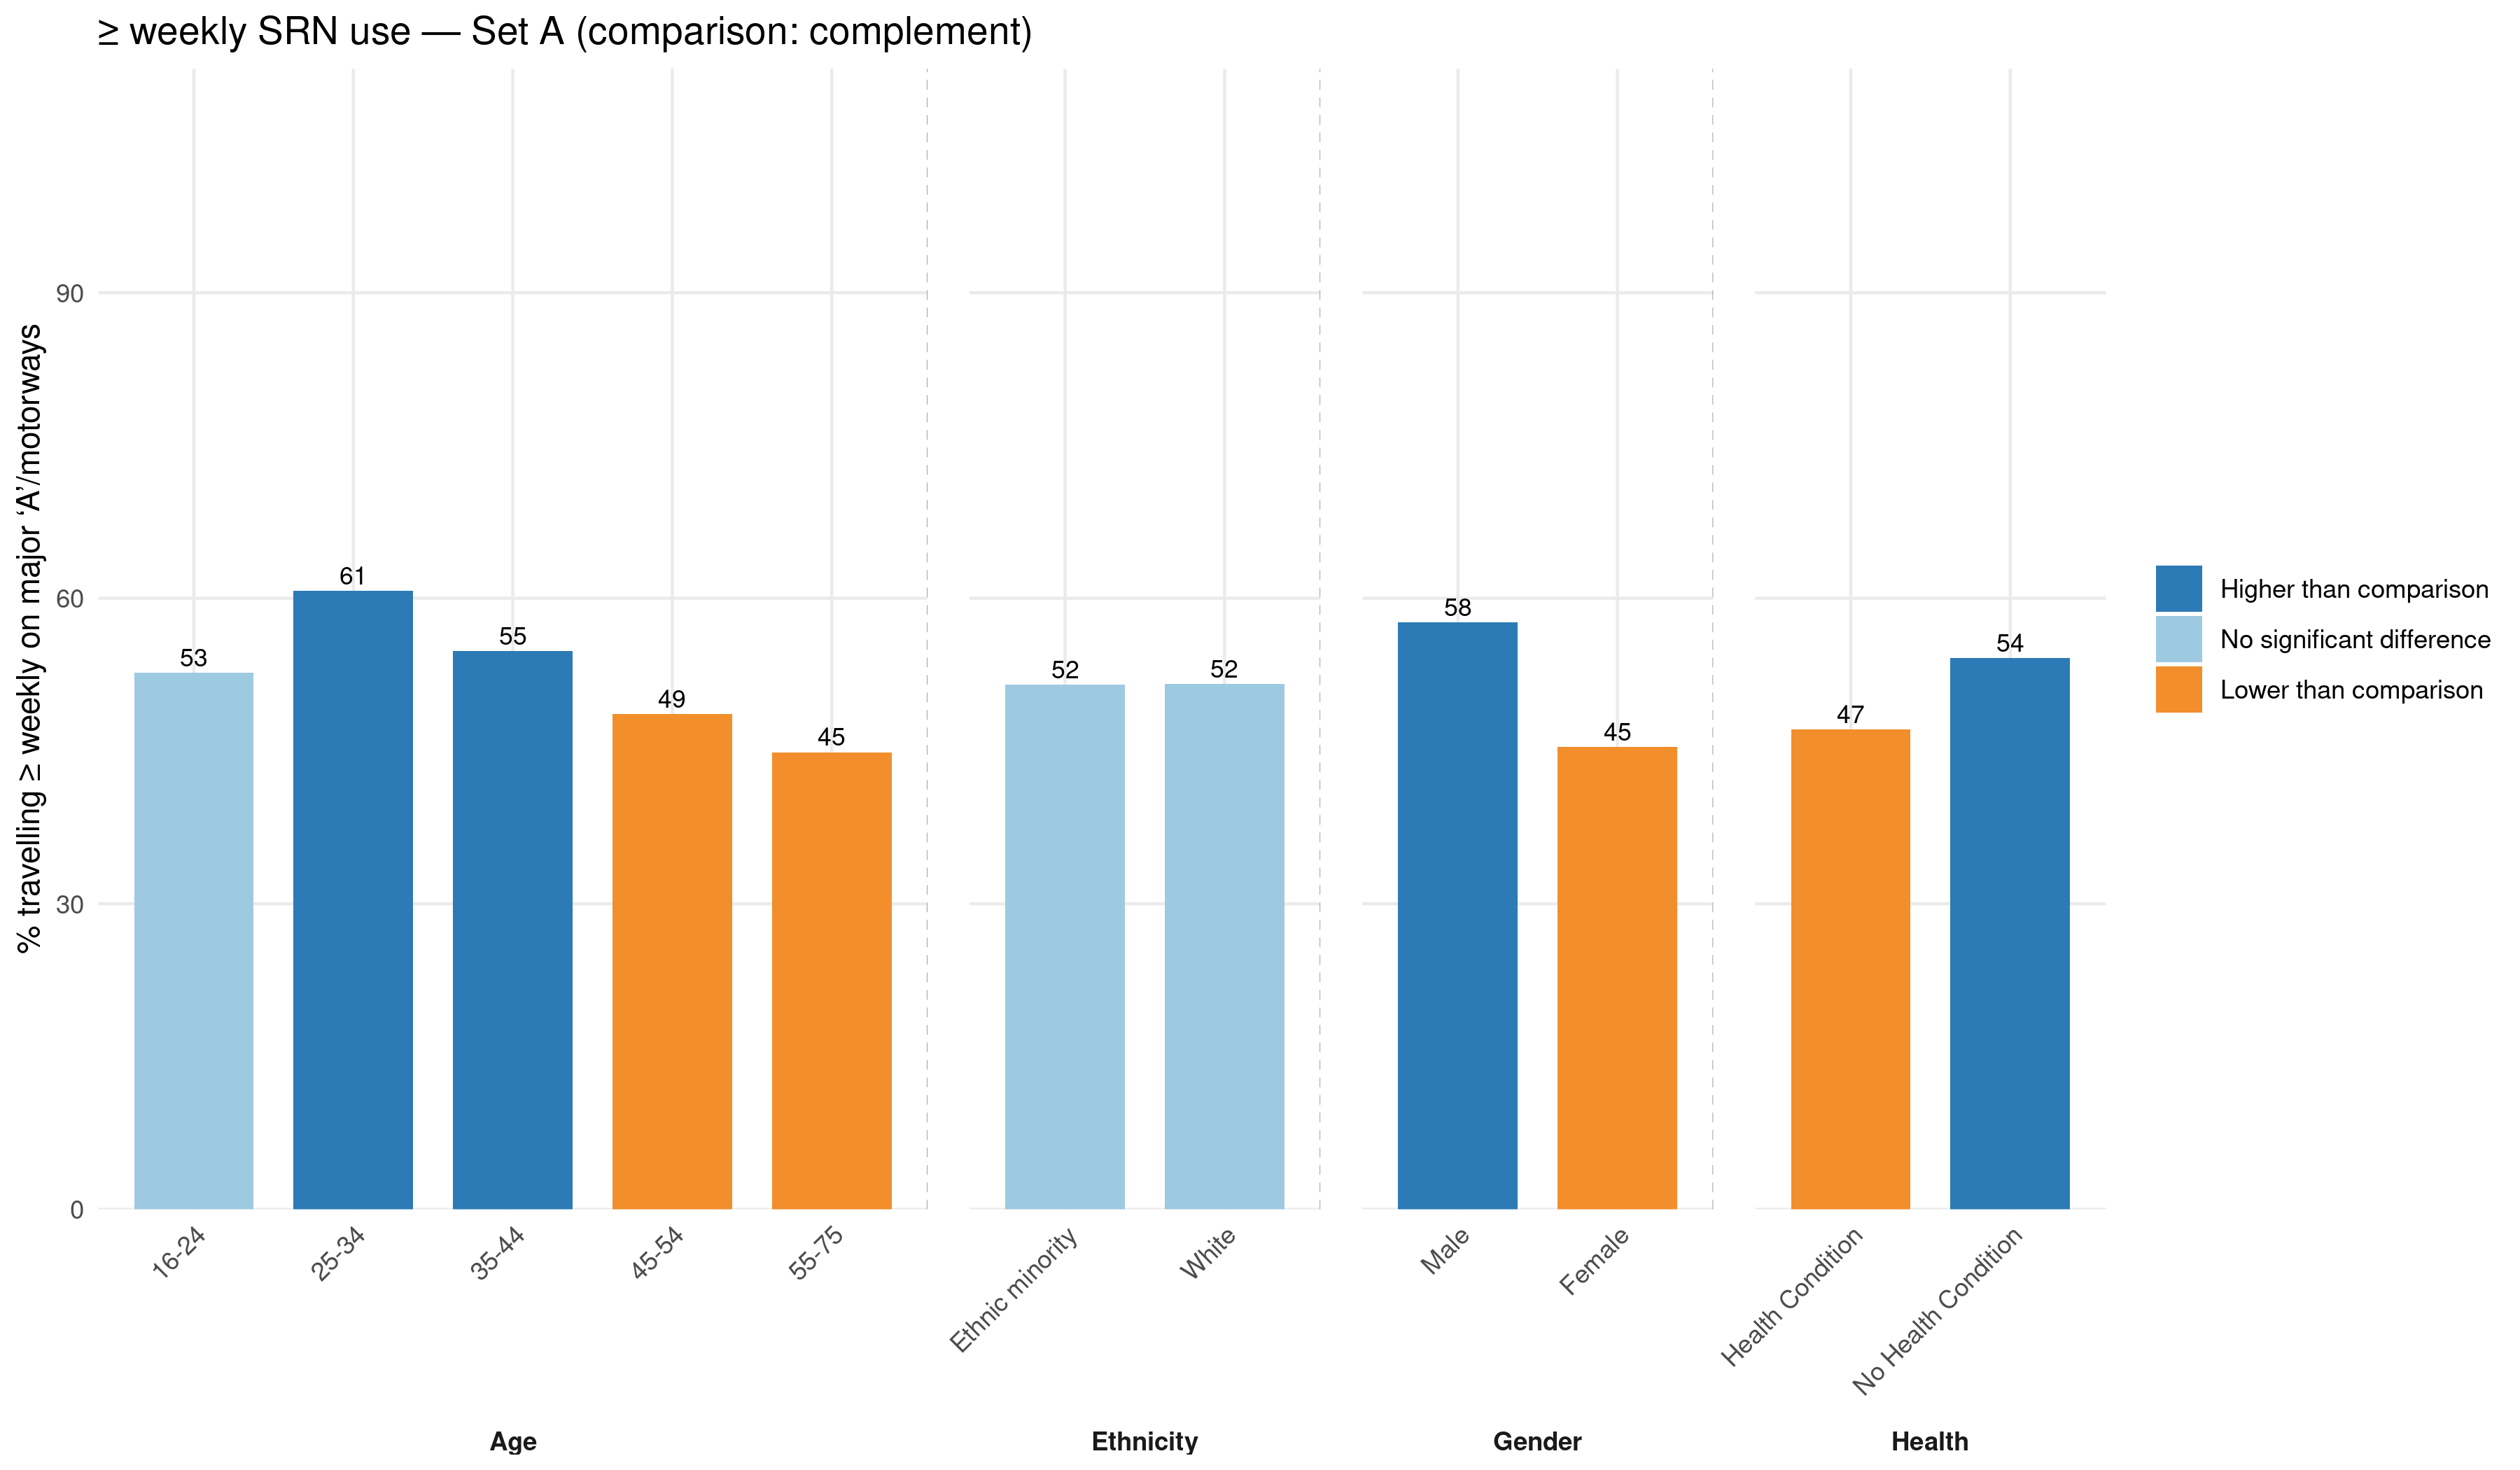 ≥ weekly SRN use — Set A (comparison: complement)
% travelling ≥ weekly on major ‘A’/motorways
90
60
30
0
53
61
55
49
45
52
52
58
45
47
54
16-24
25-34
35-44
45-54
55-75
Ethnic minority
White
Male
Female
Health Condition
No Health Condition
Age
Ethnicity
Gender
Health
Higher than comparison
No significant difference
Lower than comparison